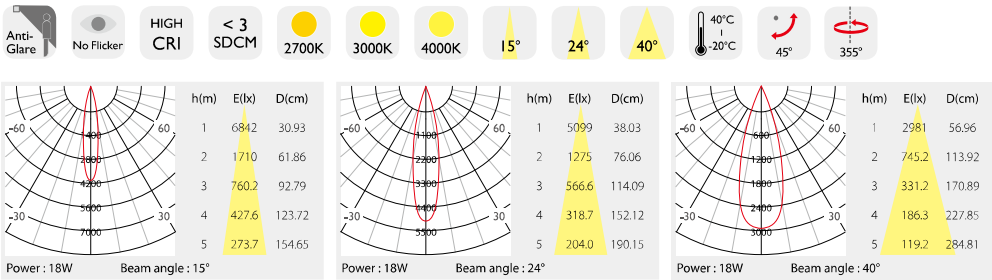 Anti-
Glare
No Flicker
HIGH
CRI
< 3
SDCM
2700K
3000K
4000K
15°
24°
40°
40°C
-20°C
45°
355°
h(m) E(lx) D(cm)
1 6842 30.93
2 1710 61.86
3 760.2 92.79
4 427.6 123.72
5 273.7 154.65
-60 60
-30 30
1400
2800
4200
5600
7000
Power : 18W Beam angle : 15°
h(m) E(lx) D(cm)
1 5099 38.03
2 1275 76.06
3 566.6 114.09
4 318.7 152.12
5 204.0 190.15
-60 60
-30 30
1100
2200
3300
4400
5500
Power : 18W Beam angle : 24°
h(m) E(lx) D(cm)
1 2981 56.96
2 745.2 113.92
3 331.2 170.89
4 186.3 227.85
5 119.2 284.81
-60 60
-30 30
600
1200
1800
2400
3000
Power : 18W Beam angle : 40°